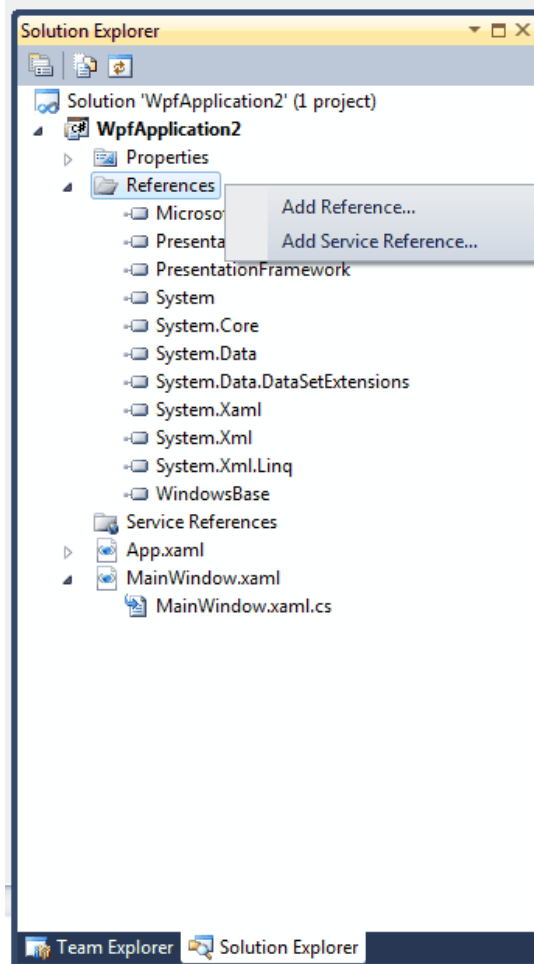 Solution Explorer
Solution 'WpfApplication2' (1 project)
WpfApplication2
Properties
References
Add Reference...
Microso
Presenta
Add Service Reference...
PresentationFramework
System
System.Core
System.Data
System.Data.DataSetExtensions
System.Xaml
System.Xml
System.Xml.Linq
WindowsBase
Service References
App.xaml
MainWindow.xaml
MainWindow.xaml.cs
Team Explorer Solution Explorer